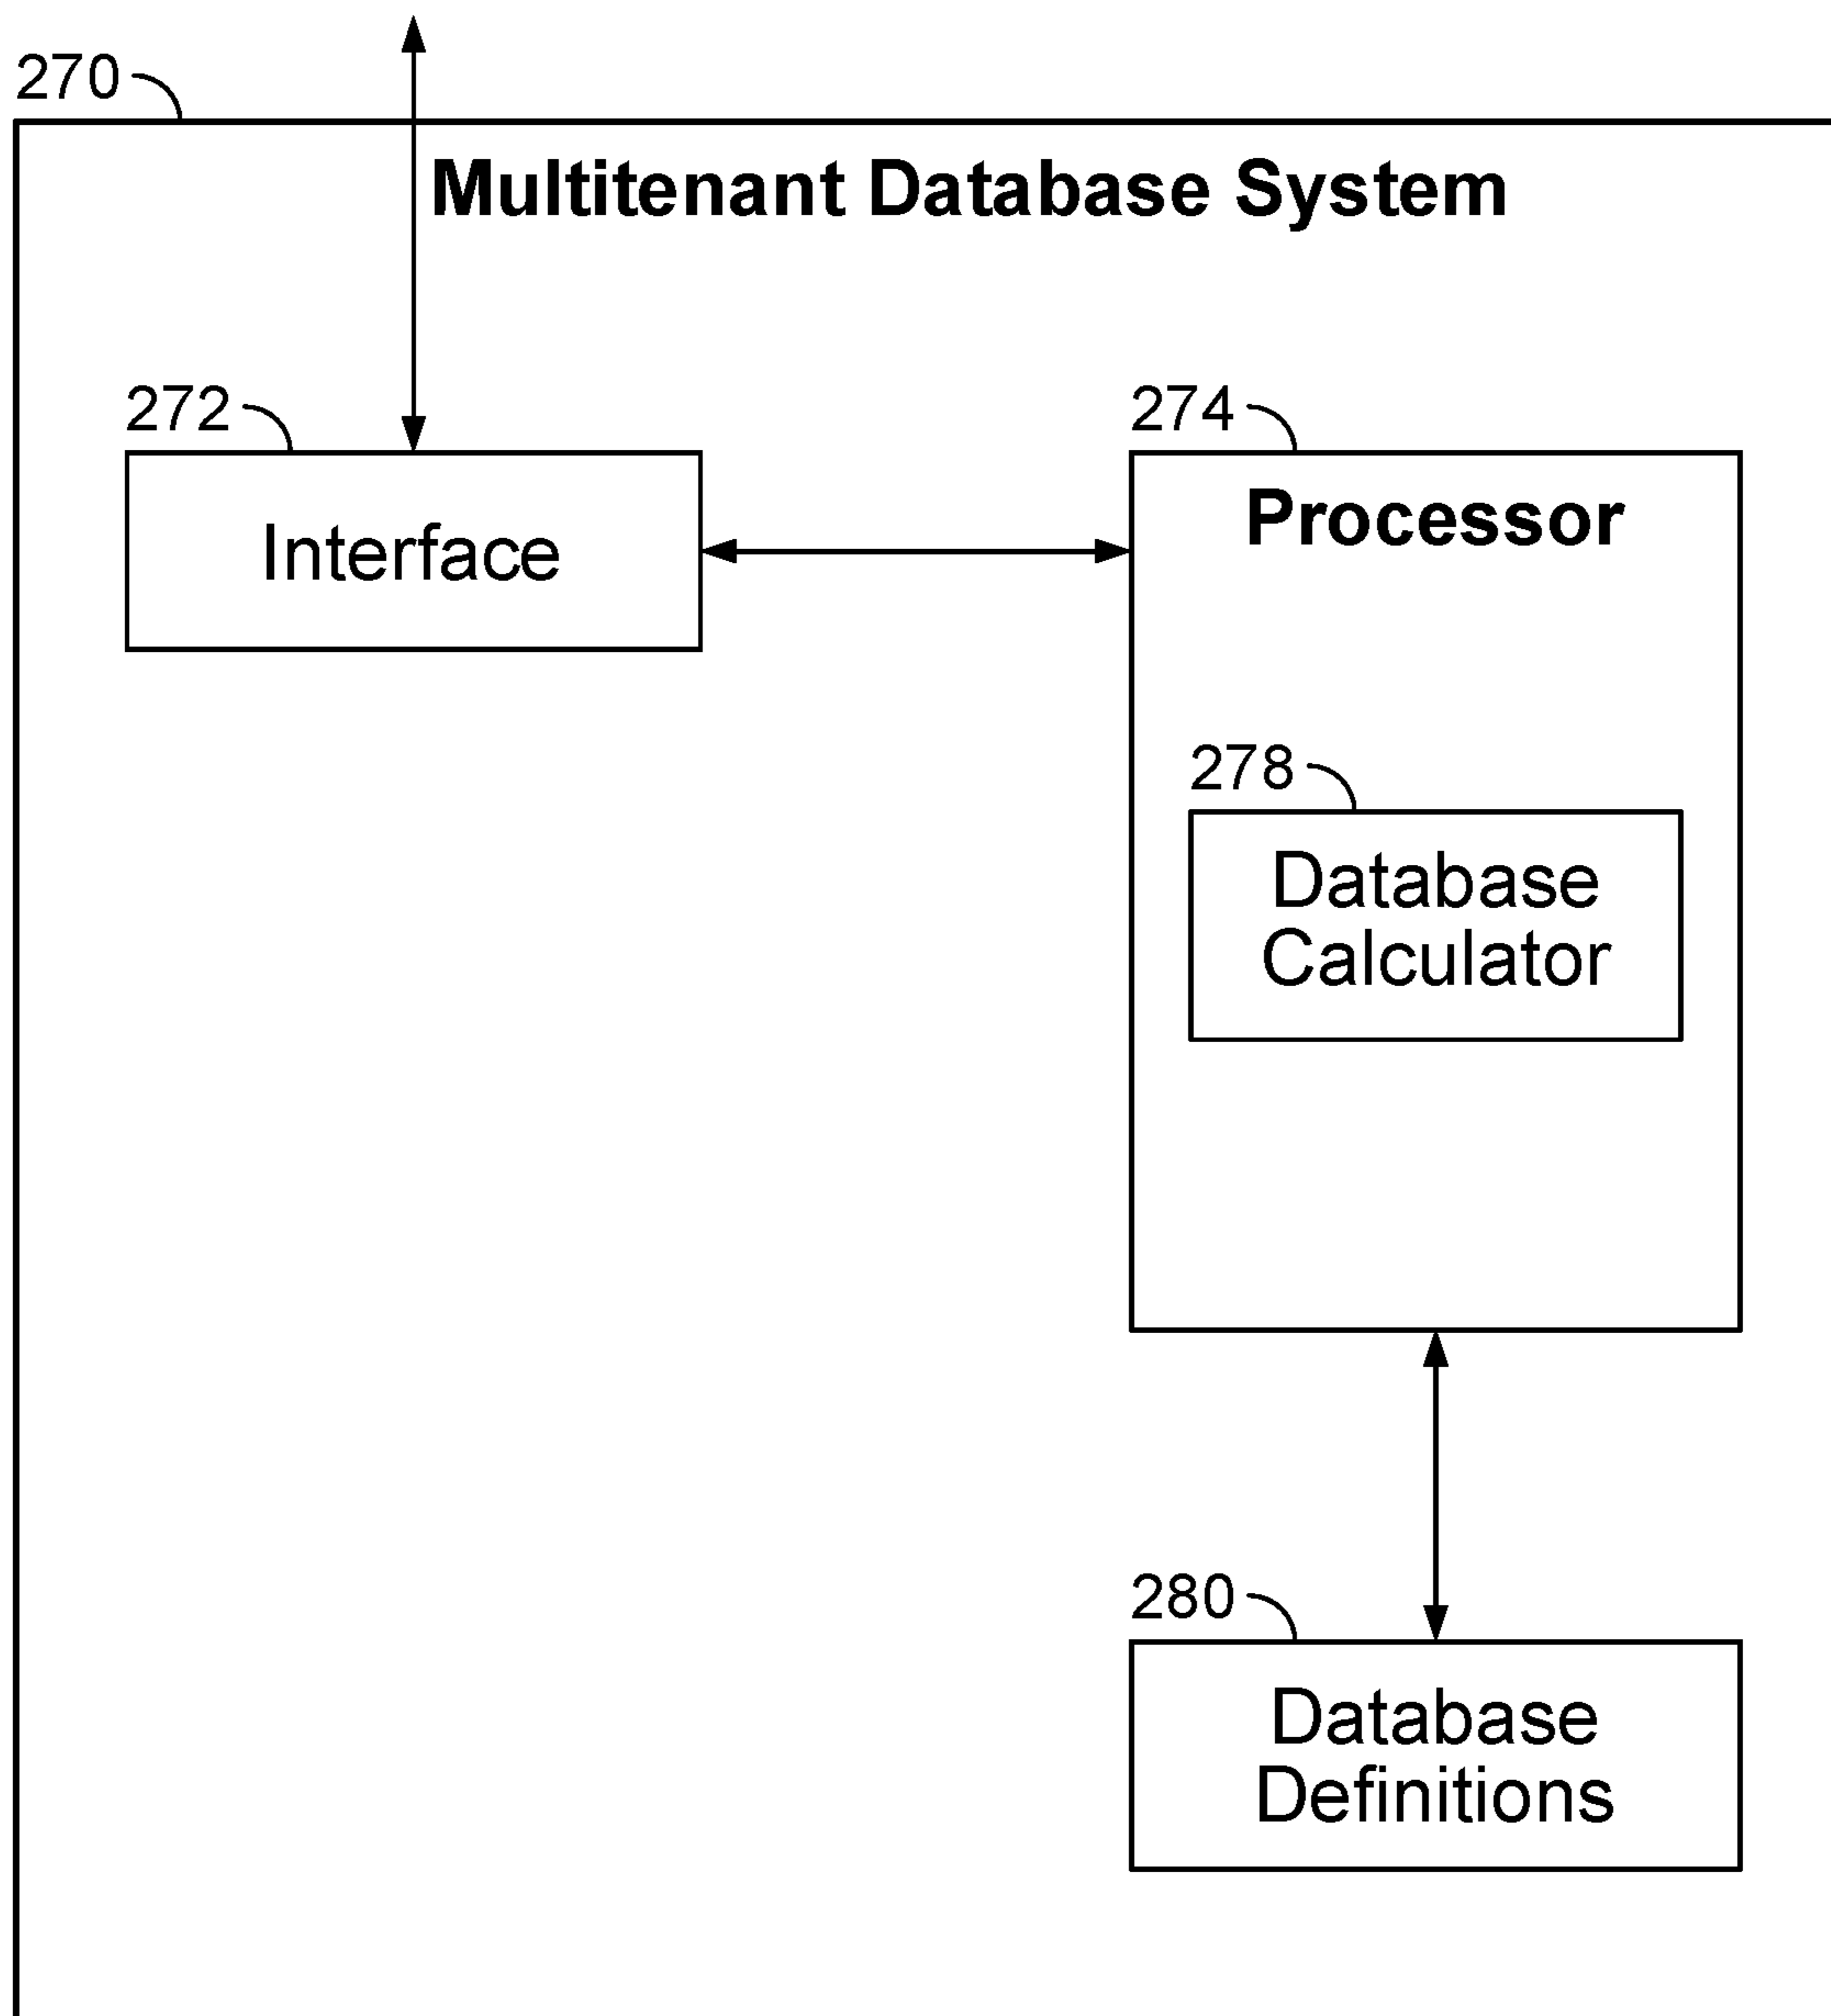 270
Multitenant Database System
272
Interface
274
Processor
278
Database
Calculator
280
Database
Definitions